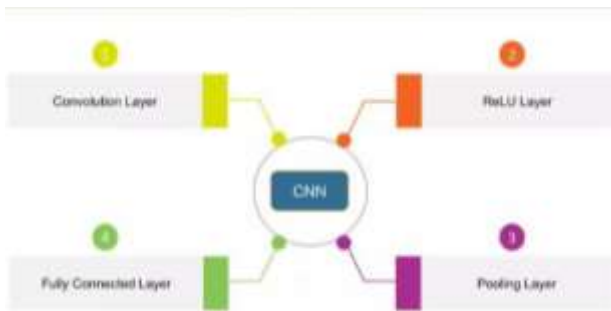 1
2
Convolution Layer
ReLU Layer
CNN
4
3
Fully Connected Layer
Pooling Layer